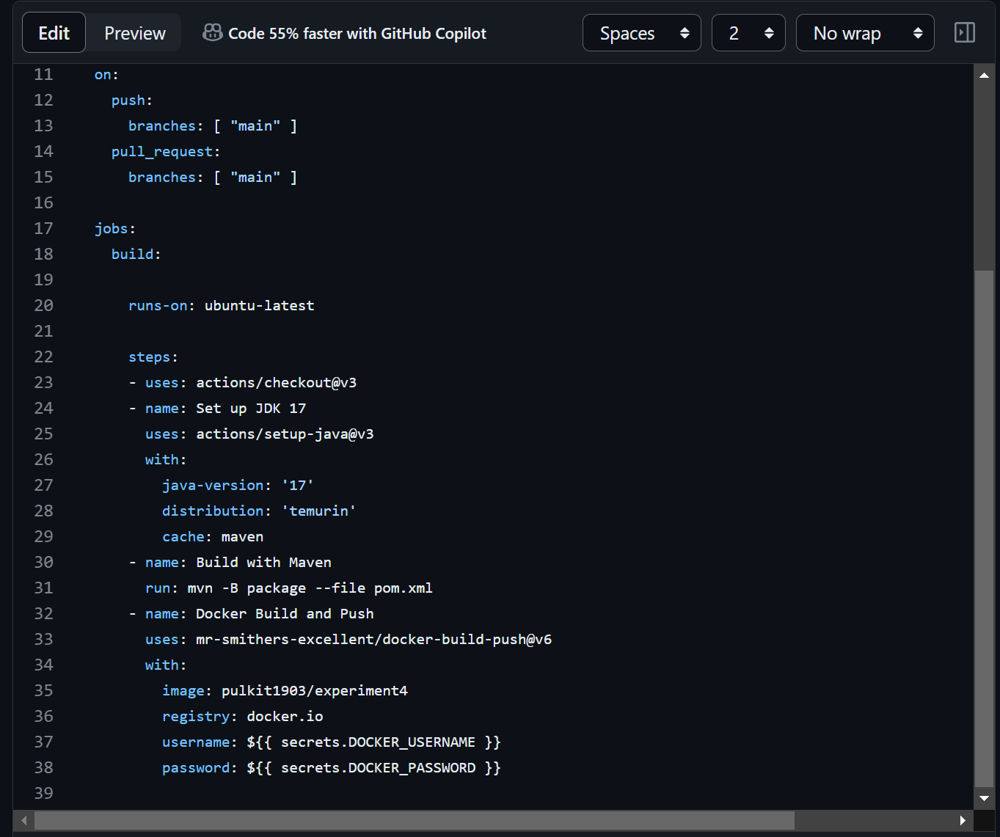 Edit Preview Code 55% faster with GitHub Copilot Spaces 2 No wrap
11 on:
12   push:
13     branches: [ "main" ]
14   pull_request:
15     branches: [ "main" ]
16
17 jobs:
18   build:
19
20     runs-on: ubuntu-latest
21
22     steps:
23     - uses: actions/checkout@v3
24     - name: Set up JDK 17
25       uses: actions/setup-java@v3
26       with:
27         java-version: '17'
28         distribution: 'temurin'
29         cache: maven
30     - name: Build with Maven
31       run: mvn -B package --file pom.xml
32     - name: Docker Build and Push
33       uses: mr-smithers-excellent/docker-build-push@v6
34       with:
35         image: pulkit1903/experiment4
36         registry: docker.io
37         username: ${{ secrets.DOCKER_USERNAME }}
38         password: ${{ secrets.DOCKER_PASSWORD }}
39